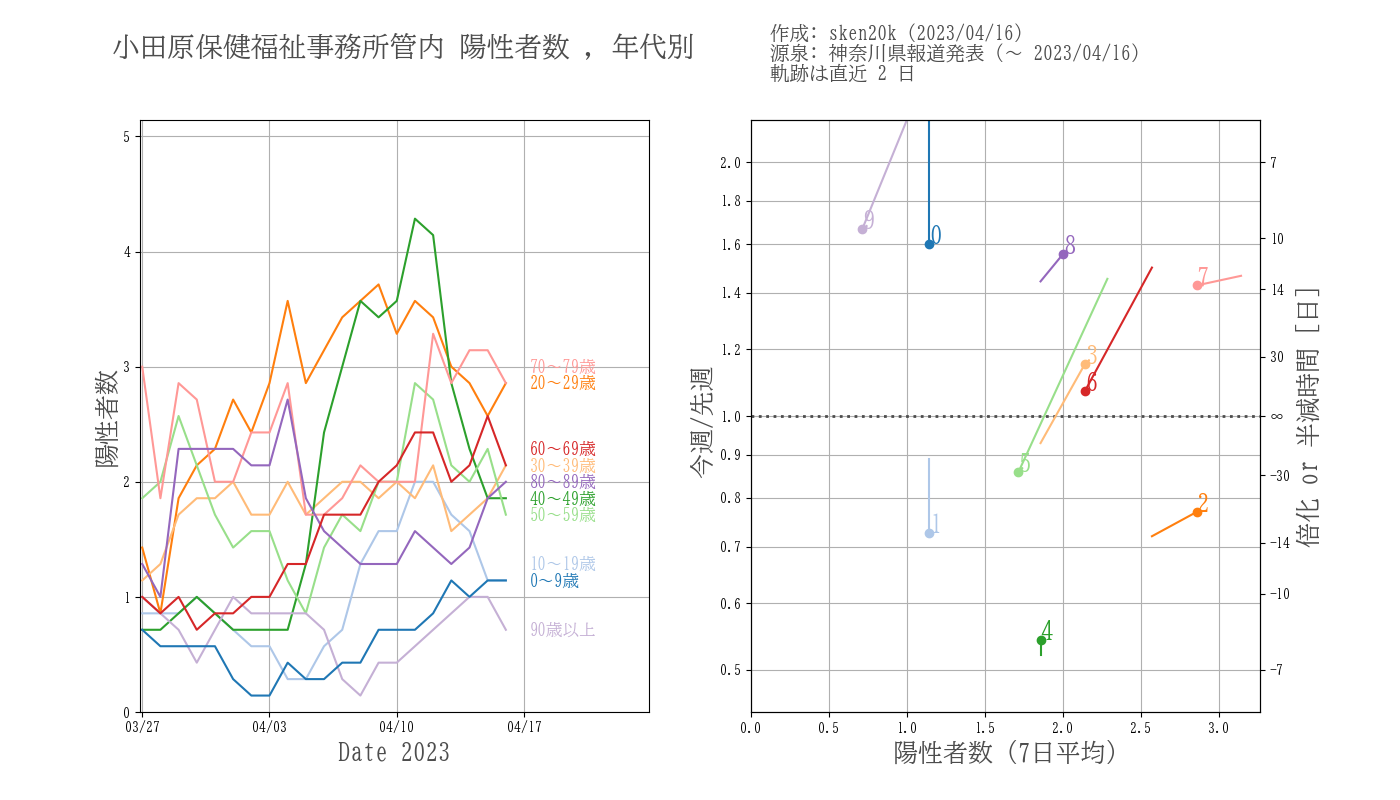 小田原保健福祉事務所管内 陽性者数 , 年代別
作成: sken20k (2023/04/16)
源泉: 神奈川県報道発表 (〜 2023/04/16)
軌跡は直近 2 日
陽性者数
5
4
3
2
1
0
03/27
04/03
04/10
04/17
Date 2023
70〜79歳
20〜29歳
60〜69歳
30〜39歳
80〜89歳
40〜49歳
50〜59歳
10〜19歳
0〜9歳
90歳以上
今週/先週
2.0
1.8
1.6
1.4
1.2
1.0
0.9
0.8
0.7
0.6
0.5
9
0
8
7
3
6
5
2
1
4
0.0
0.5
1.0
1.5
2.0
2.5
3.0
陽性者数 (7日平均)
7
10
14
30
∞
−30
−14
−10
−7
倍化 or 半減時間 [日]